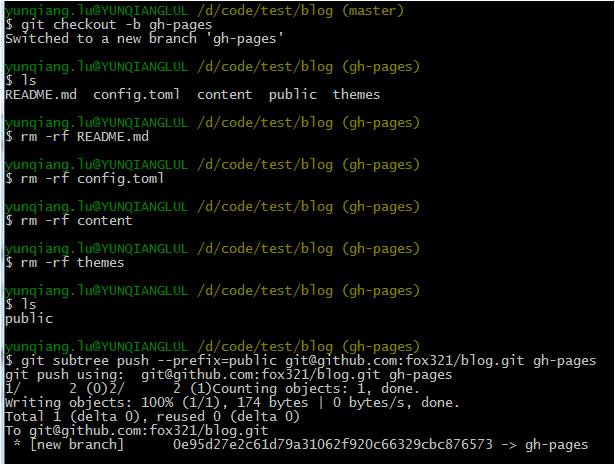 yunqiang.lu@YUNQIANGLUL /d/code/test/blog (master)
$ git checkout -b gh-pages
Switched to a new branch 'gh-pages'
yunqiang.lu@YUNQIANGLUL /d/code/test/blog (gh-pages)
$ ls
README.md  config.toml  content  public  themes
yunqiang.lu@YUNQIANGLUL /d/code/test/blog (gh-pages)
$ rm -rf README.md
yunqiang.lu@YUNQIANGLUL /d/code/test/blog (gh-pages)
$ rm -rf config.toml
yunqiang.lu@YUNQIANGLUL /d/code/test/blog (gh-pages)
$ rm -rf content
yunqiang.lu@YUNQIANGLUL /d/code/test/blog (gh-pages)
$ rm -rf themes
yunqiang.lu@YUNQIANGLUL /d/code/test/blog (gh-pages)
$ ls
public
yunqiang.lu@YUNQIANGLUL /d/code/test/blog (gh-pages)
$ git subtree push --prefix=public git@github.com:fox321/blog.git gh-pages
git push using:  git@github.com:fox321/blog.git gh-pages
1/      2 (0)2/      2 (1)Counting objects: 1, done.
Writing objects: 100% (1/1), 174 bytes | 0 bytes/s, done.
Total 1 (delta 0), reused 0 (delta 0)
To git@github.com:fox321/blog.git
 * [new branch]      0e95d27e2c61d79a31062f920c66329cbc876573 -> gh-pages